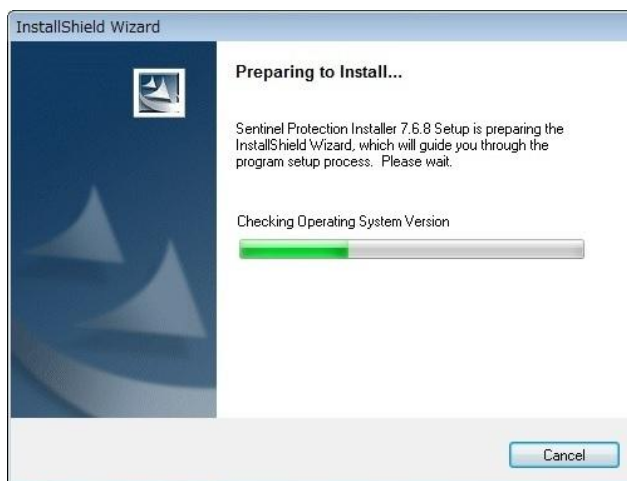 InstallShield Wizard
Preparing to Install...
Sentinel Protection Installer 7.6.8 Setup is preparing the
InstallShield Wizard, which will guide you through the
program setup process.  Please wait.
Checking Operating System Version
Cancel